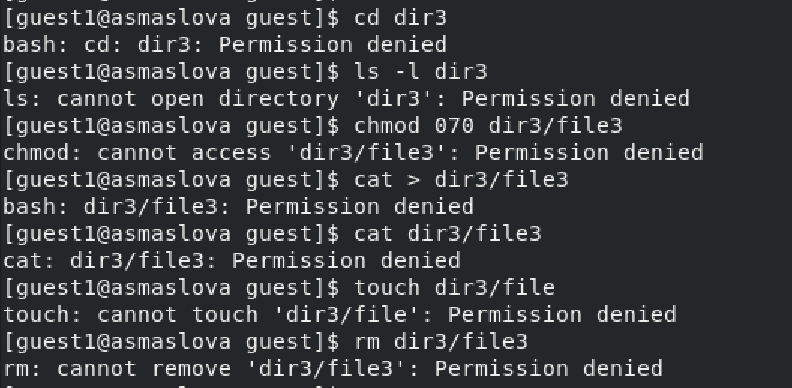 [guest1@asmaslova guest]$ cd dir3
bash: cd: dir3: Permission denied
[guest1@asmaslova guest]$ ls -l dir3
ls: cannot open directory 'dir3': Permission denied
[guest1@asmaslova guest]$ chmod 070 dir3/file3
chmod: cannot access 'dir3/file3': Permission denied
[guest1@asmaslova guest]$ cat > dir3/file3
bash: dir3/file3: Permission denied
[guest1@asmaslova guest]$ cat dir3/file3
cat: dir3/file3: Permission denied
[guest1@asmaslova guest]$ touch dir3/file
touch: cannot touch 'dir3/file': Permission denied
[guest1@asmaslova guest]$ rm dir3/file3
rm: cannot remove 'dir3/file3': Permission denied